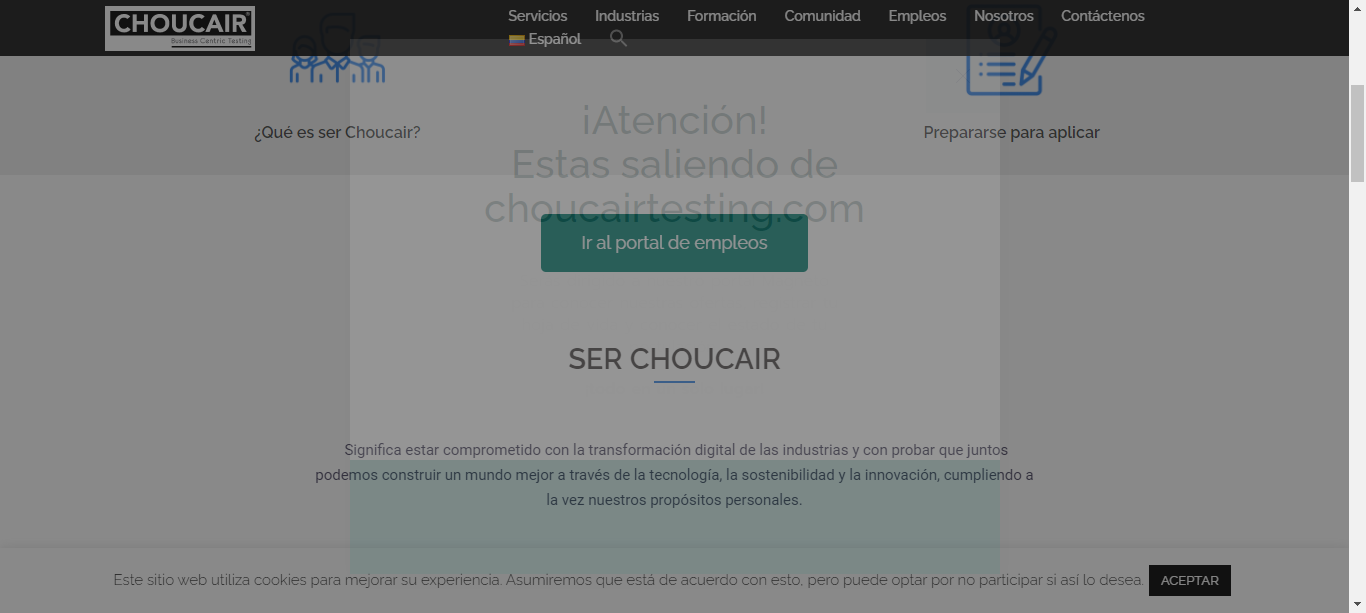 CHOUCAIR
Business Centric Testing
Servicios Industrias Formación Comunidad Empleos Nosotros Contáctenos
Español
¿Qué es ser Choucair?
Prepararse para aplicar
¡Atención!
Estas saliendo de
choucairtesting.com
Ir al portal de empleos
SER CHOUCAIR
Significa estar comprometido con la transformación digital de las industrias y con probar que juntos
podemos construir un mundo mejor a través de la tecnología, la sostenibilidad y la innovación, cumpliendo a
la vez nuestros propósitos personales.
Este sitio web utiliza cookies para mejorar su experiencia. Asumiremos que está de acuerdo con esto, pero puede optar por no participar si así lo desea. ACEPTAR